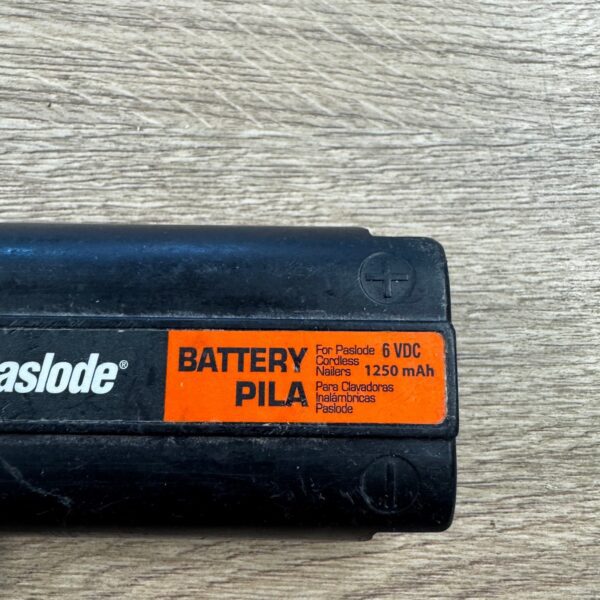 aslode®
BATTERY
PILA
For Paslode 6 VDC
Cordless
Nailers 1250 mAh
Para Clavadoras
Inalámbricas
Paslode
+
-